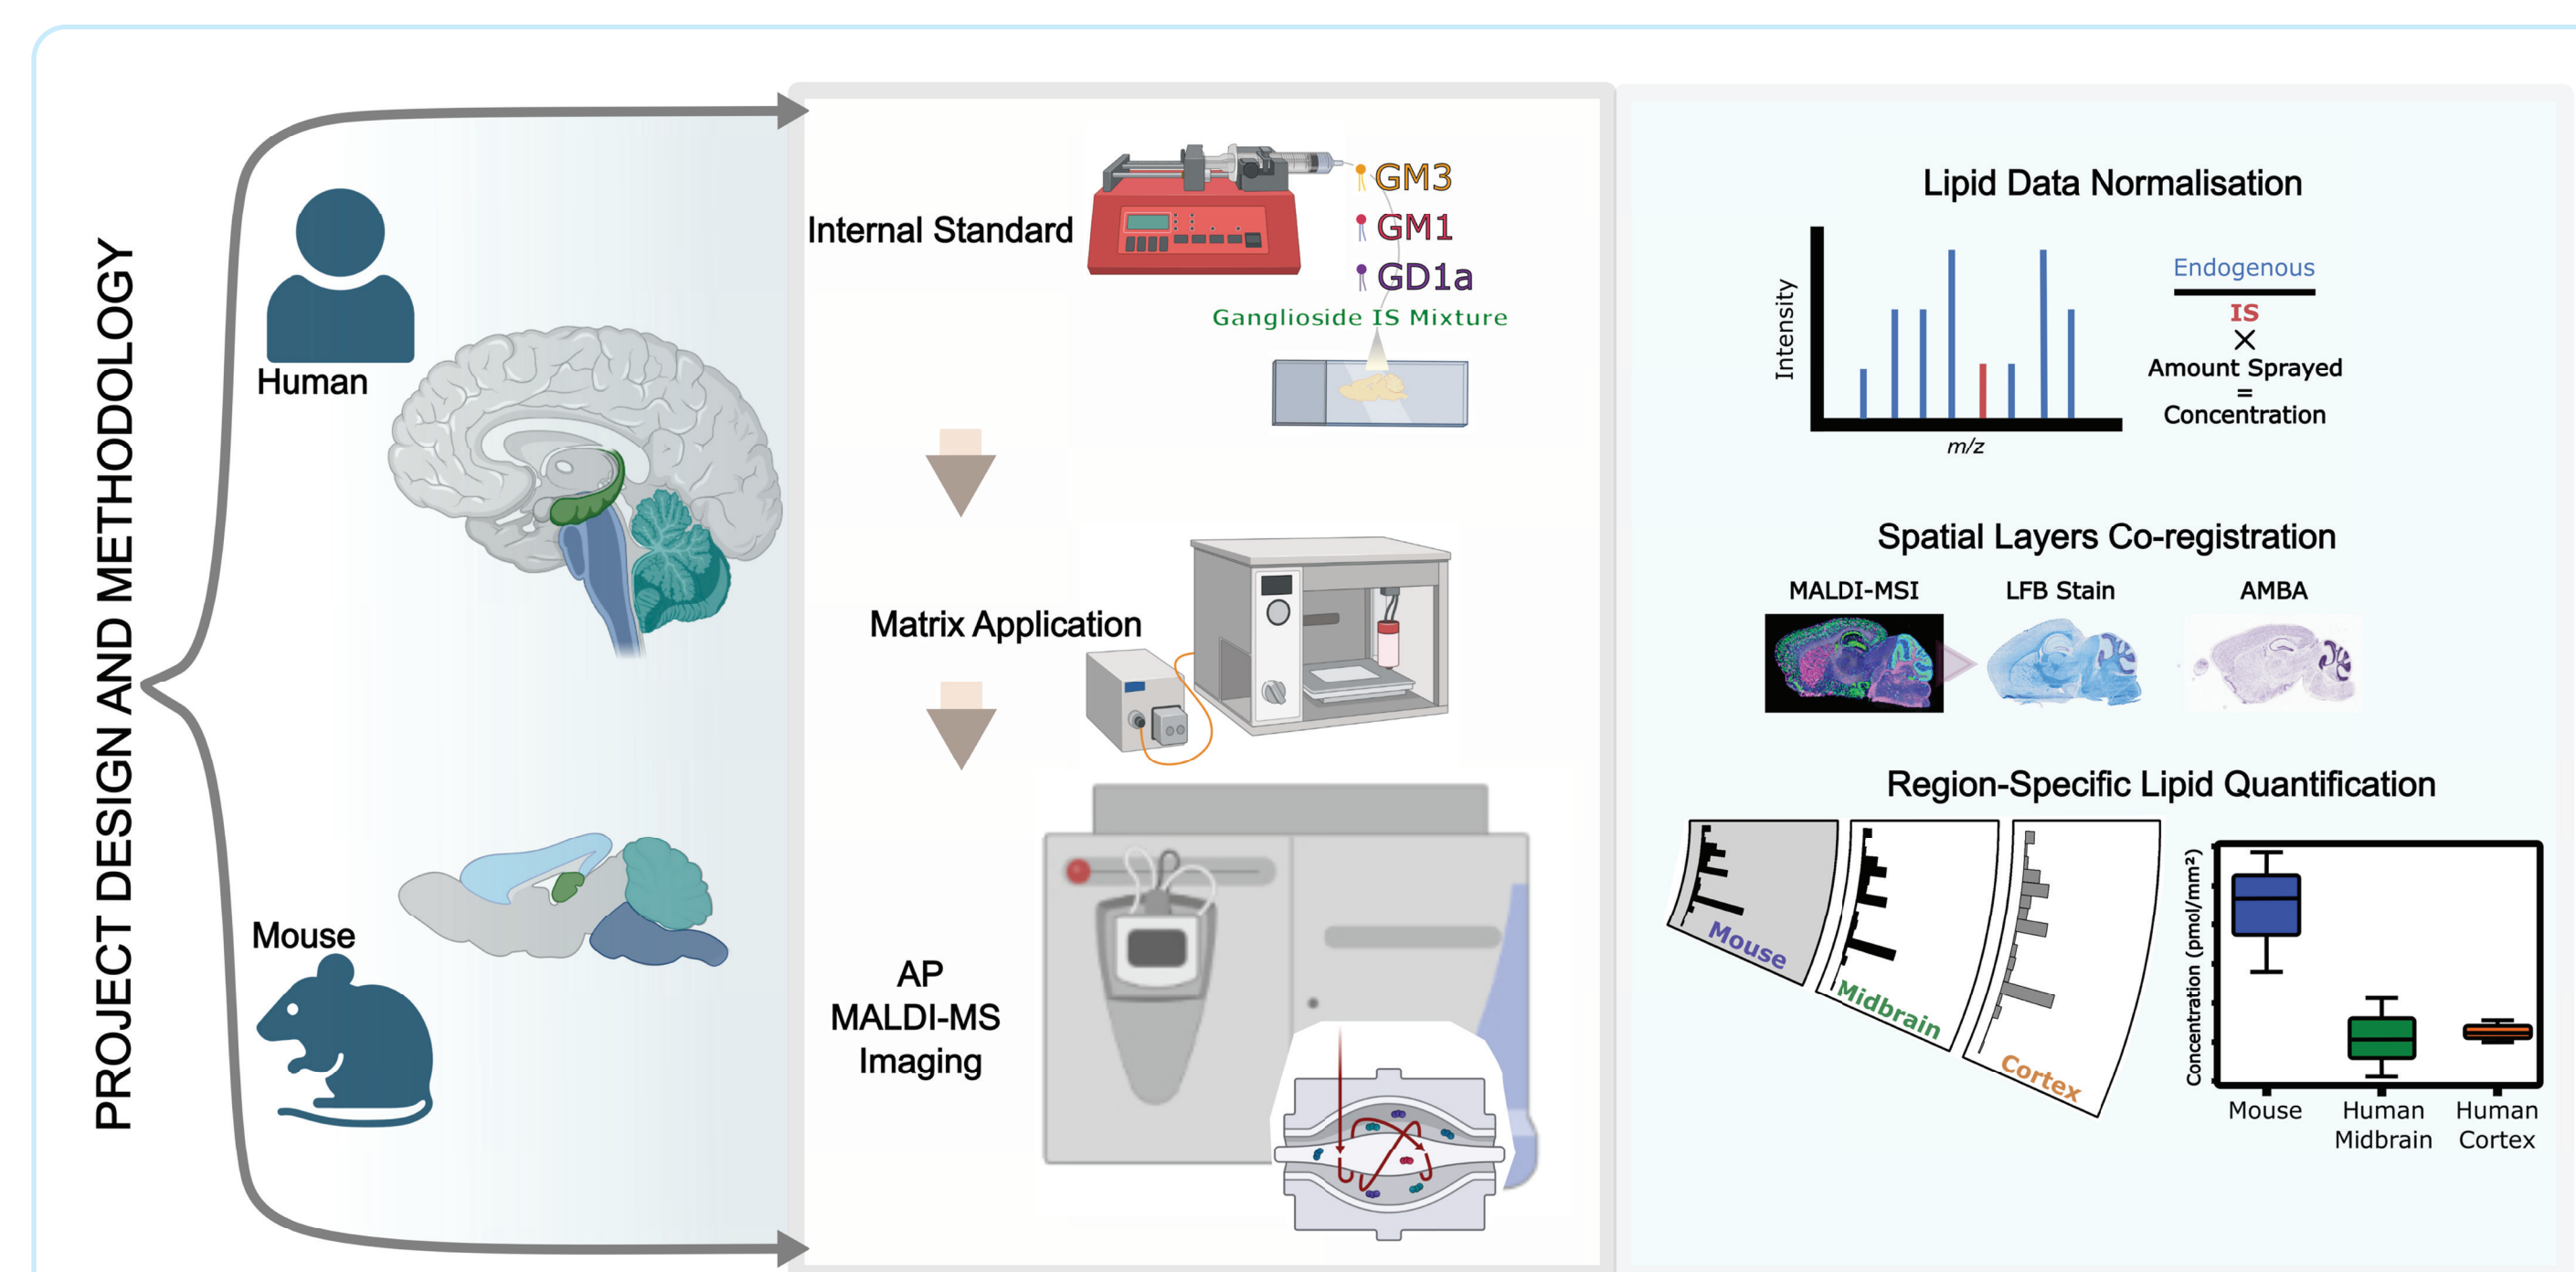 PROJECT DESIGN AND METHODOLOGY
Human
Mouse
Internal Standard
GM3
GM1
GD1a
Ganglioside IS Mixture
Matrix Application
AP
MALDI-MS
Imaging
Lipid Data Normalisation
Intensity
m/z
Endogenous
IS
×
Amount Sprayed
=
Concentration
Spatial Layers Co-registration
MALDI-MSI
LFB Stain
AMBA
Region-Specific Lipid Quantification
Mouse
Midbrain
Cortex
Concentration (pmol/mm²)
Mouse
Human
Midbrain
Human
Cortex